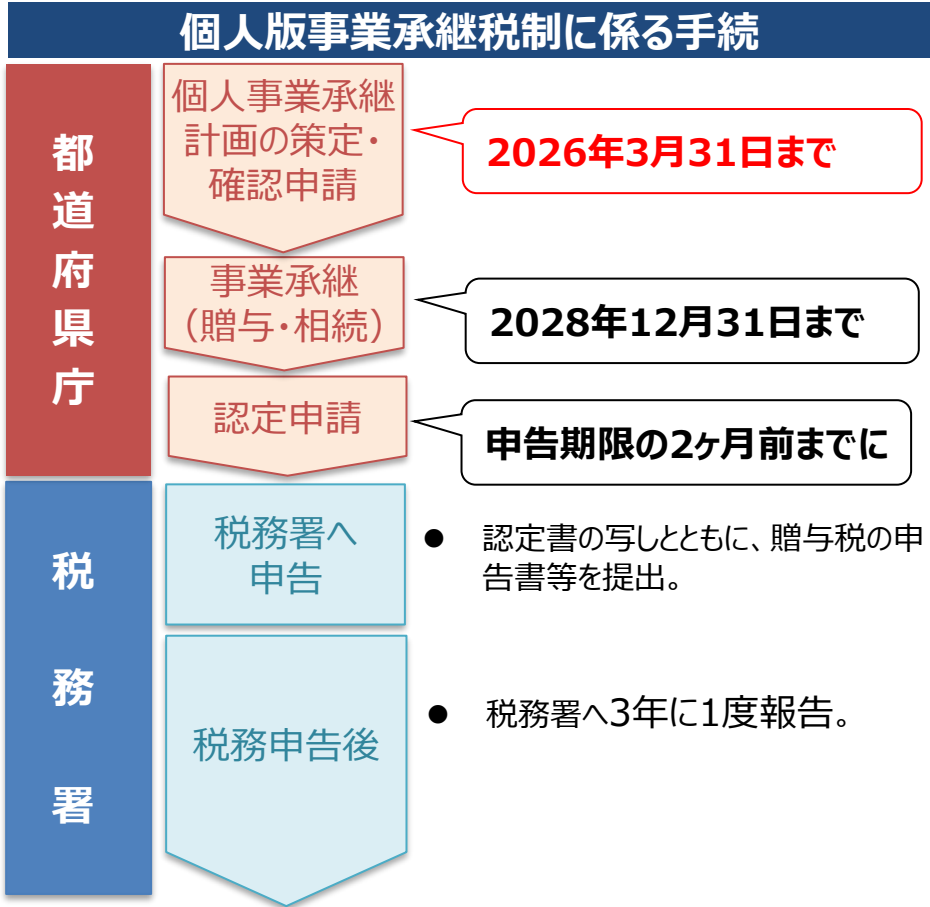 個人版事業承継税制に係る手続
都道府県庁
個人事業承継
計画の策定・
確認申請
2026年3月31日まで
事業承継
（贈与・相続）
2028年12月31日まで
認定申請
申告期限の2ヶ月前までに
税務署
税務署へ
申告
● 認定書の写しとともに、贈与税の申
告書等を提出。
税務申告後
● 税務署へ3年に1度報告。